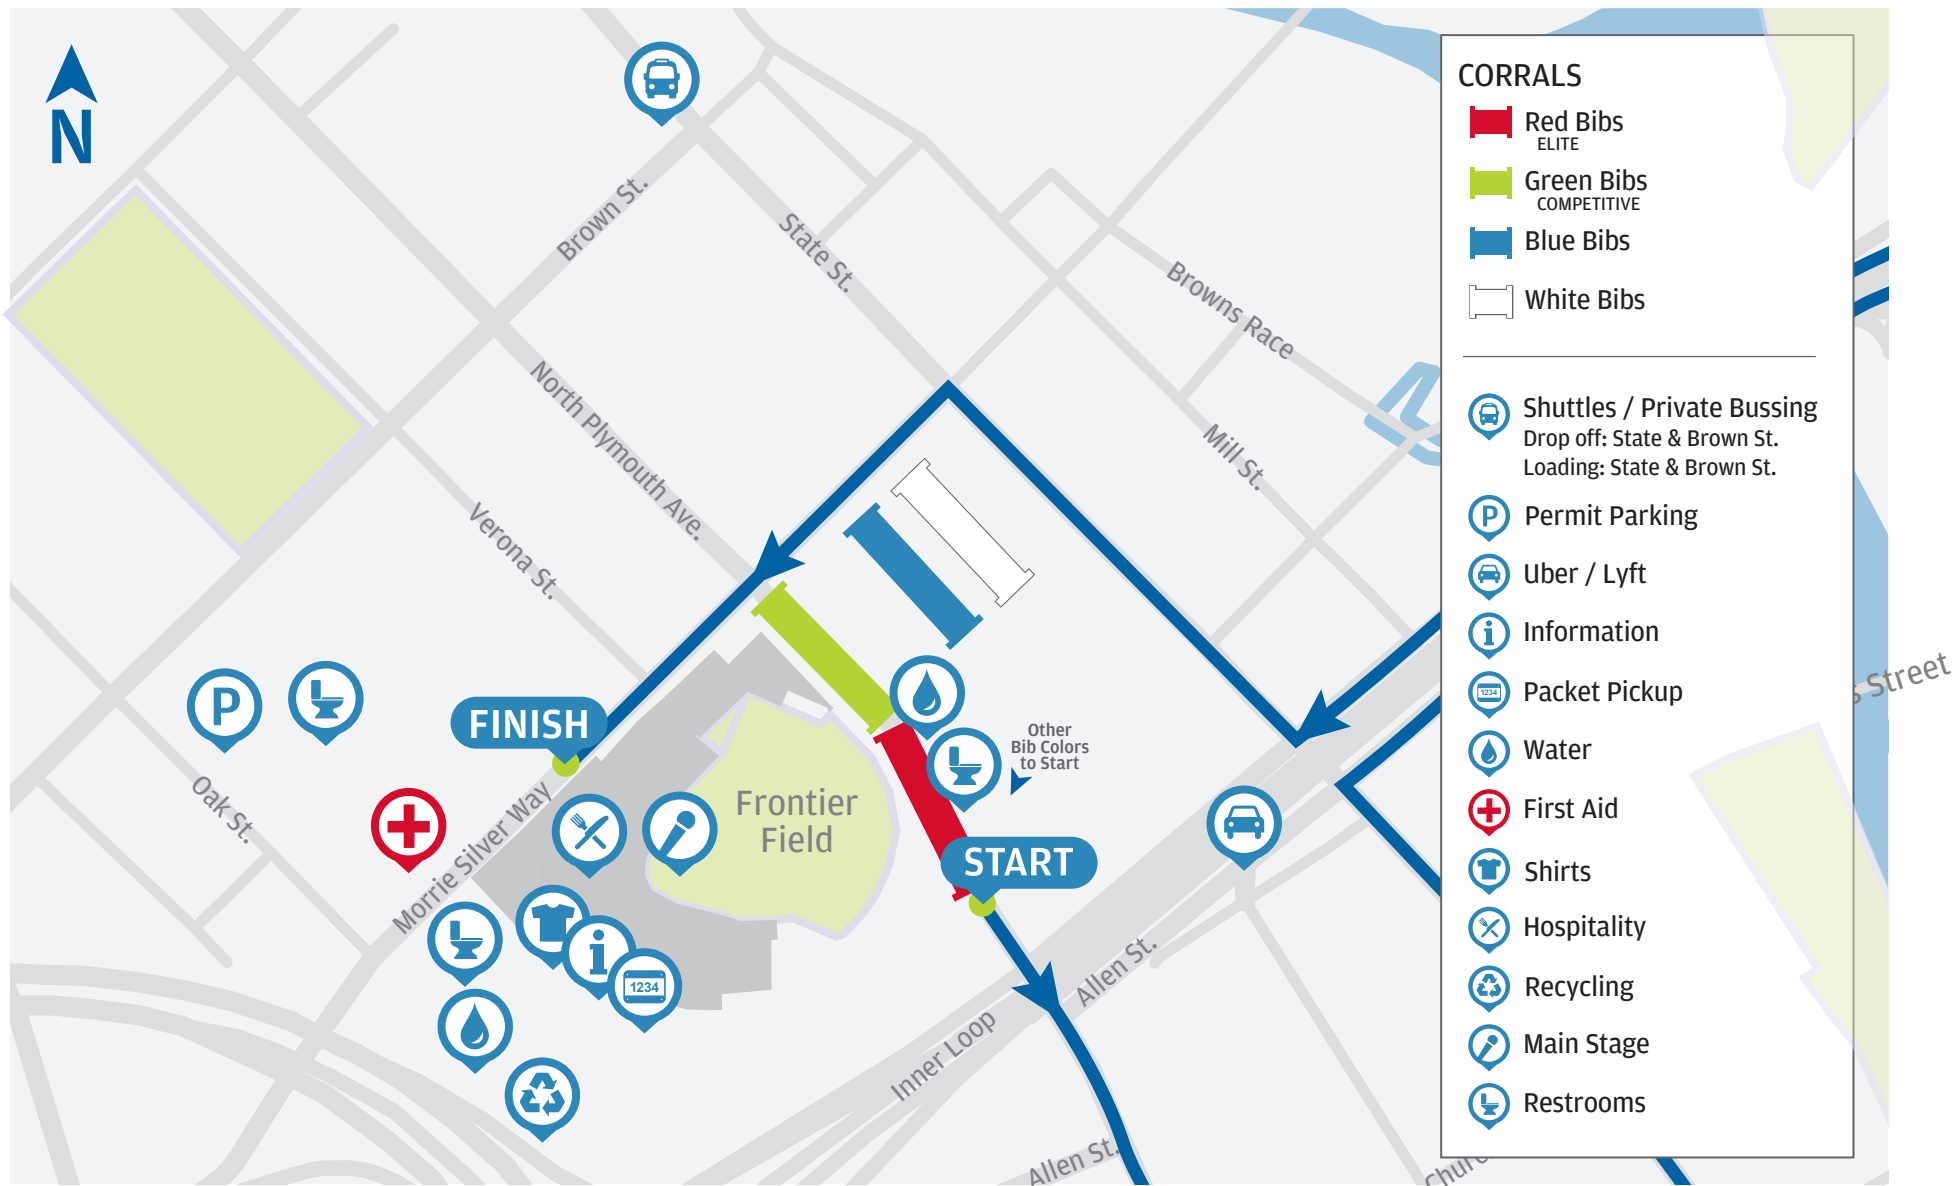 N
Brown St.
State St.
Browns Race
North Plymouth Ave.
Mill St.
Verona St.
Oak St.
P
FINISH
Morrie Silver Way
Frontier
Field
Other
Bib Colors
to Start
START
i
1234
Allen St.
Inner Loop
Allen St.
Street
CORRALS
Red Bibs
ELITE
Green Bibs
COMPETITIVE
Blue Bibs
White Bibs
Shuttles / Private Bussing
Drop off: State & Brown St.
Loading: State & Brown St.
P
Permit Parking
Uber / Lyft
i
Information
1234
Packet Pickup
Water
First Aid
Shirts
Hospitality
Recycling
Main Stage
Restrooms